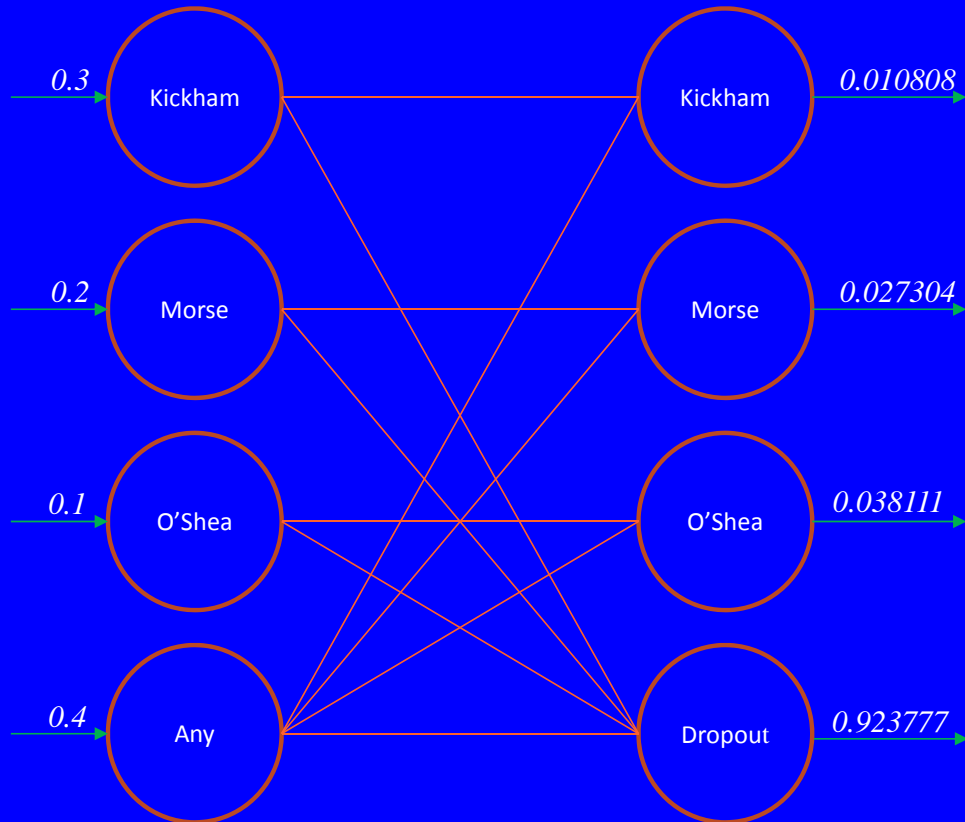 0.3
Kickham
Kickham
0.010808
0.2
Morse
Morse
0.027304
0.1
O’Shea
O’Shea
0.038111
0.4
Any
Dropout
0.923777